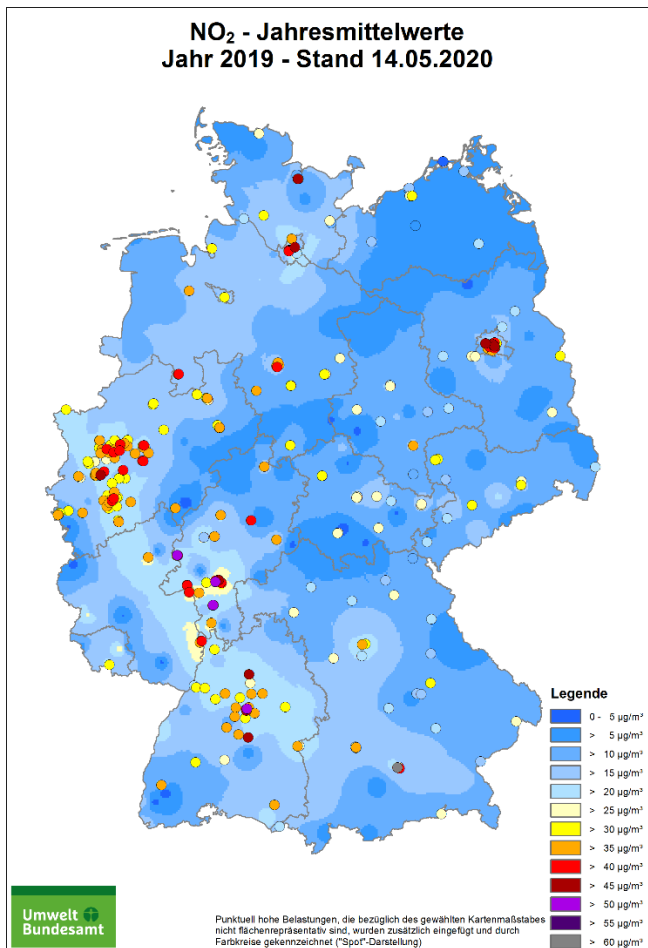 NO₂ - Jahresmittelwerte
Jahr 2019 - Stand 14.05.2020
Legende
0 - 5 µg/m³
> 5 µg/m³
> 10 µg/m³
> 15 µg/m³
> 20 µg/m³
> 25 µg/m³
> 30 µg/m³
> 35 µg/m³
> 40 µg/m³
> 45 µg/m³
> 50 µg/m³
> 55 µg/m³
> 60 µg/m³
Umwelt
Bundesamt
Punktuell hohe Belastungen, die bezüglich des gewählten Kartenmaßstabes
nicht flächenrepräsentativ sind, wurden zusätzlich eingefügt und durch
Farbkreise gekennzeichnet ("Spot"-Darstellung)